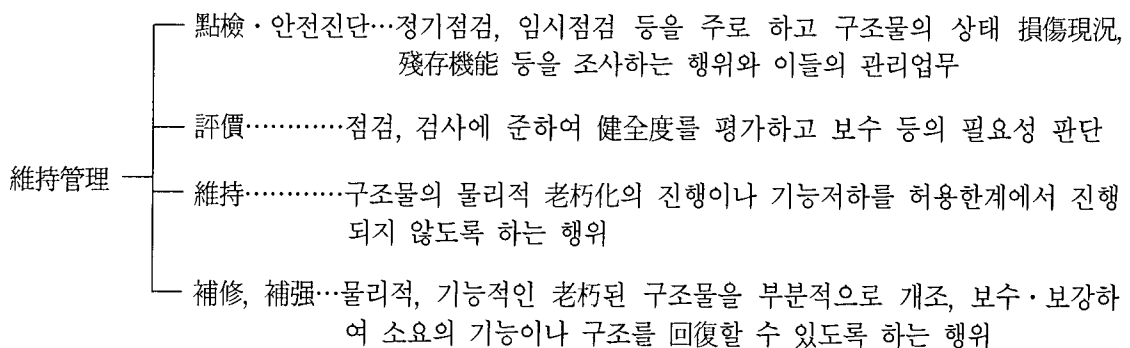 點檢·안전진단…정기점검, 임시점검 등을 주로 하고 구조물의 상태 損傷現況,
殘存機能 등을 조사하는 행위와 이들의 관리업무
評價…………점검, 검사에 준하여 健全度를 평가하고 보수 등의 필요성 판단
維持管理
維持…………구조물의 물리적 老朽化의 진행이나 기능저하를 허용한계에서 진행
되지 않도록 하는 행위
補修, 補强…물리적, 기능적인 老朽된 구조물을 부분적으로 개조, 보수·보강하
여 소요의 기능이나 구조를 回復할 수 있도록 하는 행위